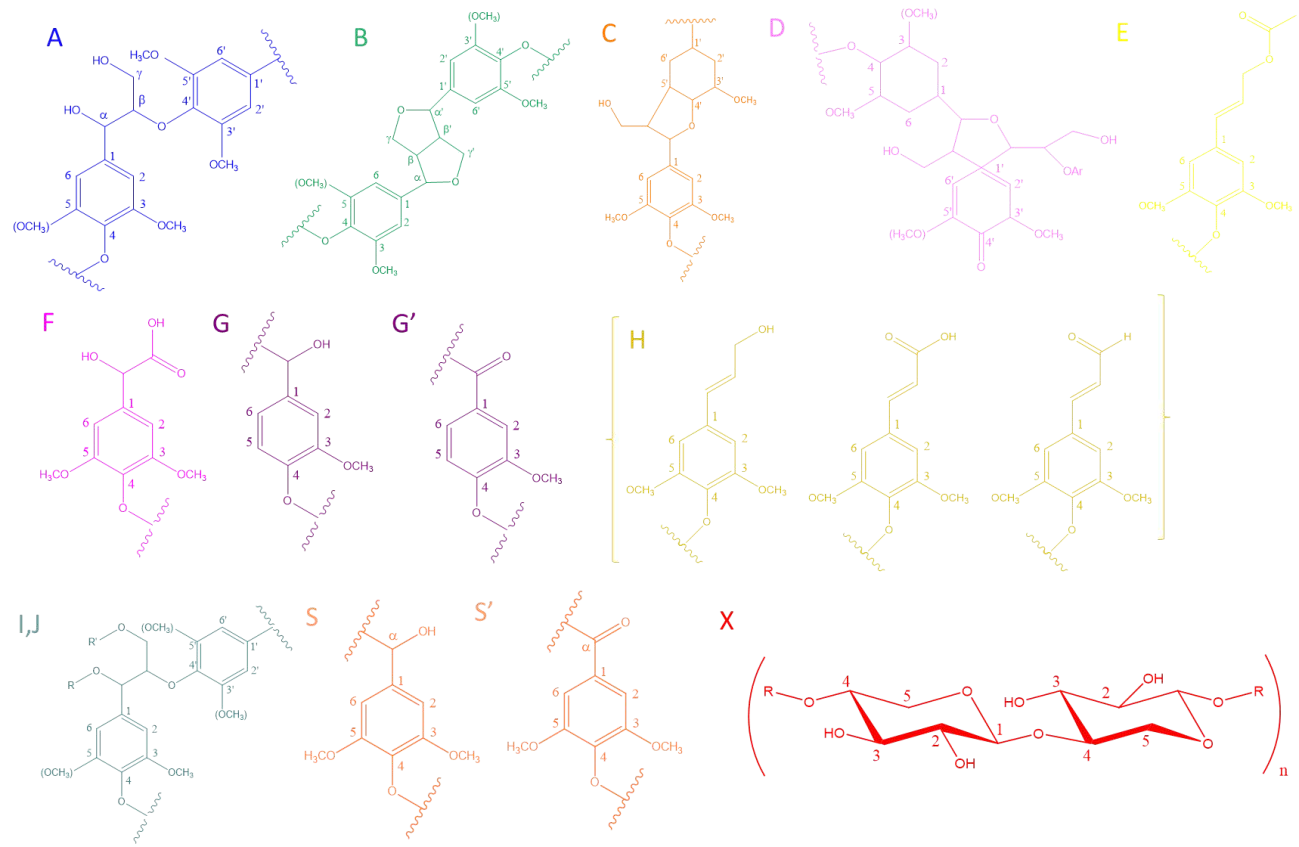 A
H₃CO
6'
5'
1'
HO
γ
4'
2'
β
3'
HO
α
O
OCH₃
1
6
2
5
3
(OCH₃
OCH₃
4
O
B
(OCH₃)
3'
O
2'
4'
1'
5'
OCH₃
6'
O
α'
γ
β'
β
γ'
α
O
(OCH₃)
6
5
1
4
2
O
3
OCH₃
C
1'
6'
2'
5'
3'
HO
4'
OCH₃
O
1
6
2
5
3
OCH₃
OCH₃
4
O
D
(OCH₃)
O
3
4
2
5
1
OCH₃
6
O
OH
HO
1'
OAr
6'
2'
5'
3'
(H₃CO)
4'
OCH₃
O
E
O
O
1
6
2
5
3
OCH₃
OCH₃
4
O
F
OH
HO
O
1
6
2
5
3
OCH₃
OCH₃
4
O
G
OH
1
6
2
5
3
OCH₃
4
O
G'
O
1
6
2
5
3
OCH₃
4
O
H
OH
1
6
2
5
3
OCH₃
OCH₃
4
O
O
OH
1
6
2
5
3
OCH₃
OCH₃
4
O
O
H
1
6
2
5
3
OCH₃
OCH₃
4
O
I,J
O
(OCH₃)
6'
R'
5'
1'
O
4'
2'
R
O
3'
1
(OCH₃)
6
2
5
3
(OCH₃
OCH₃
4
O
S
α
OH
1
6
2
5
3
OCH₃
OCH₃
4
O
S'
O
α
1
6
2
5
3
OCH₃
OCH₃
4
O
X
R
O
4
5
O
3
2
OH
O
R
HO
HO
3
2
1
O
4
5
O
OH
n